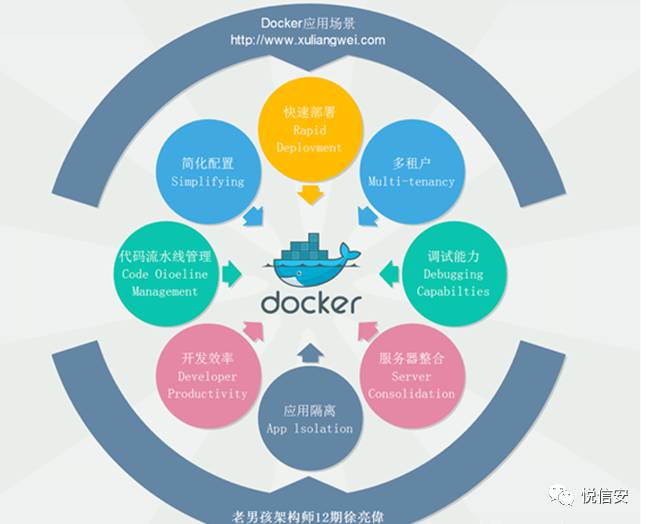 Docker应用场景
http://www.xuliangwei.com
快速部署
Rapid
Deplovment
简化配置
Simplifying
多租户
Multi-tenancy
代码流水线管理
Code Oioeline
Management
调试能力
Debugging
Capabilties
docker
开发效率
Developer
Productivity
服务器整合
Server
Consolidation
应用隔离
App lsolation
老男孩架构师12期徐亮偉
悦信安